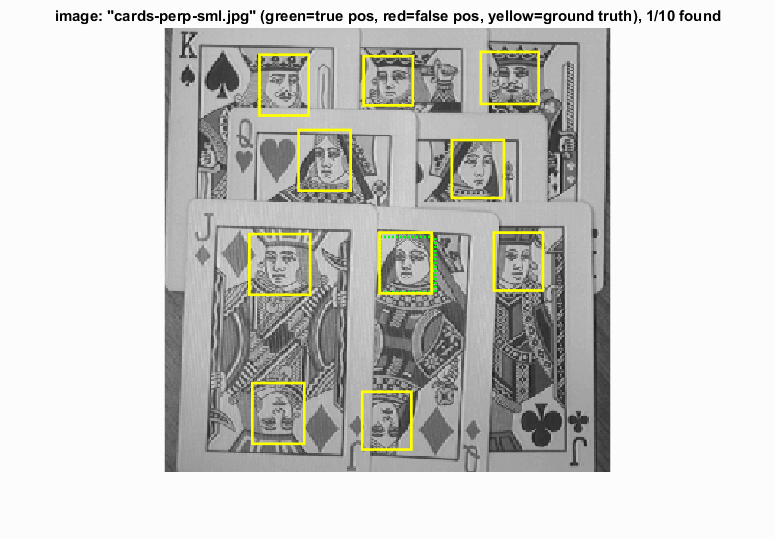 image: "cards-perp-sml.jpg" (green=true pos, red=false pos, yellow=ground truth), 1/10 found
K
Q
J
J
Q
J